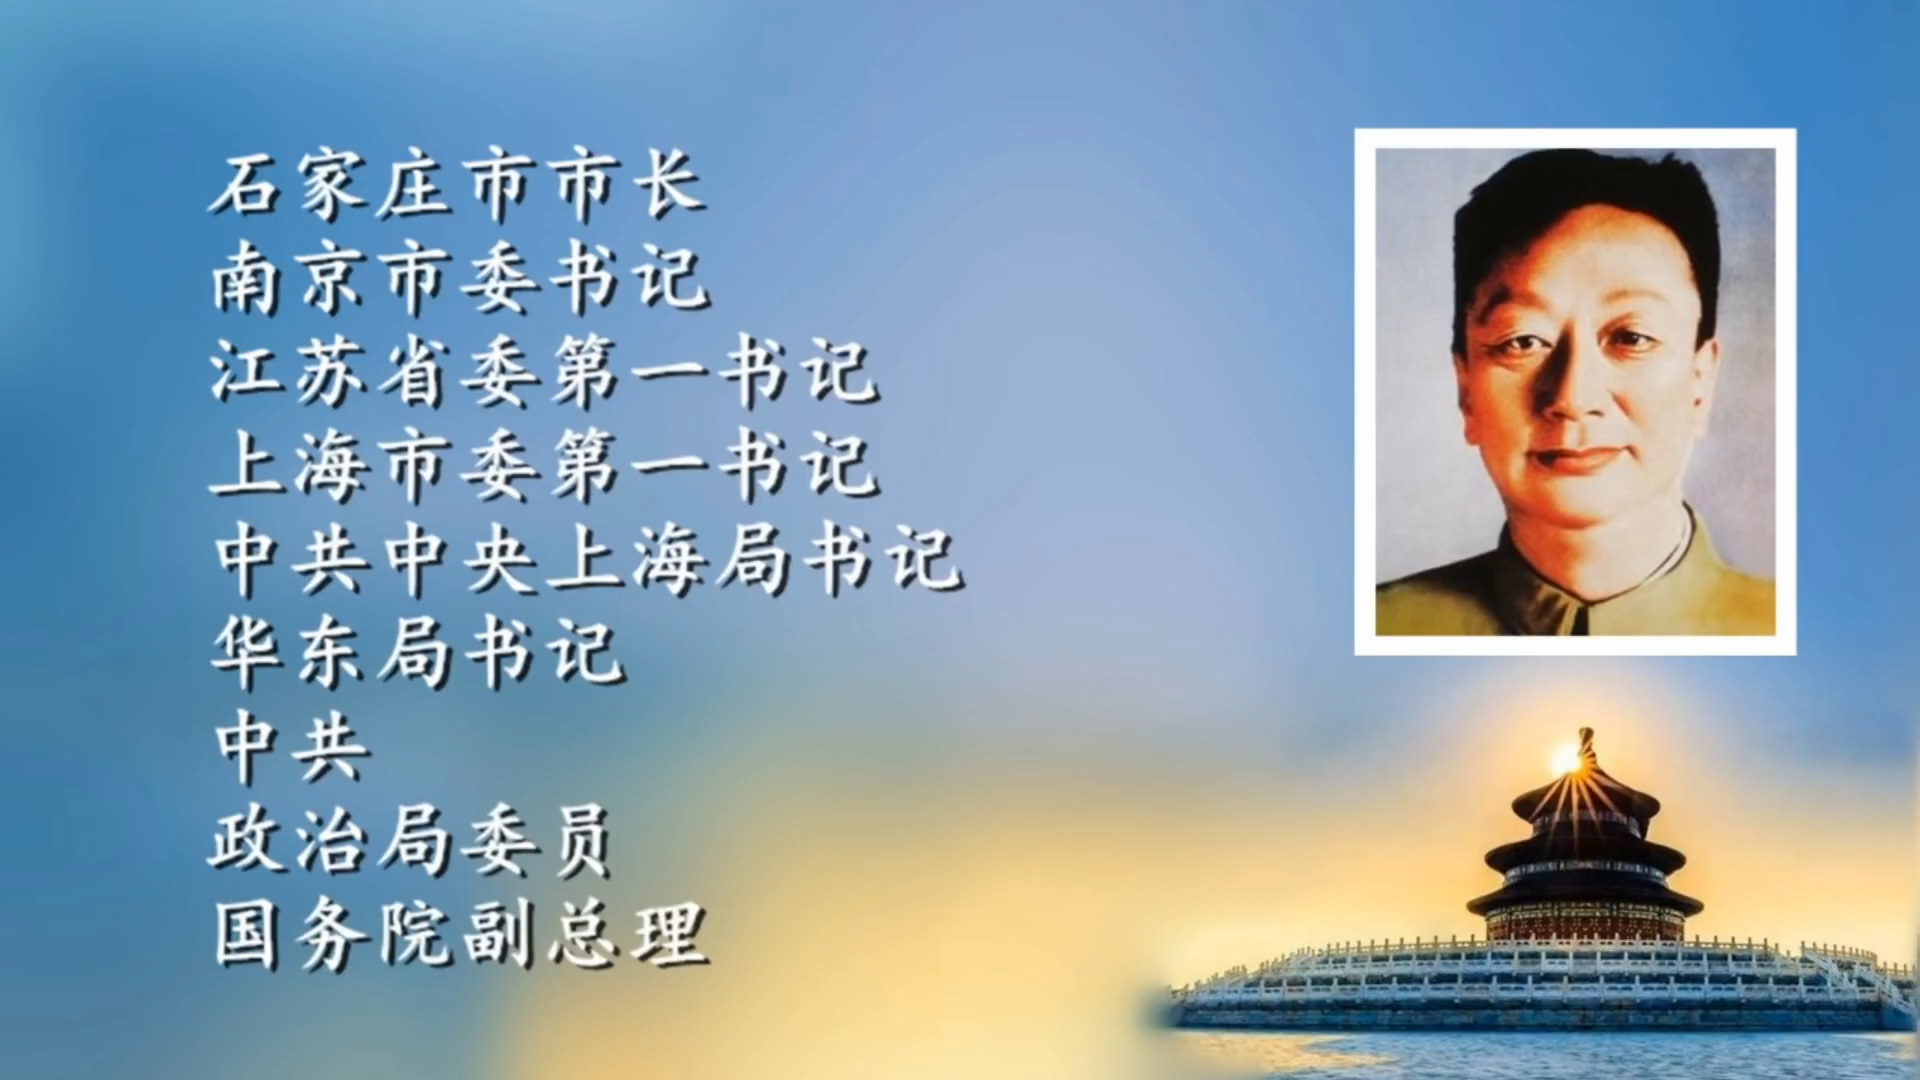 石家庄市市长
南京市委书记
江苏省委第一书记
上海市委第一书记
中共中央上海局书记
华东局书记
中共
政治局委员
国务院副总理